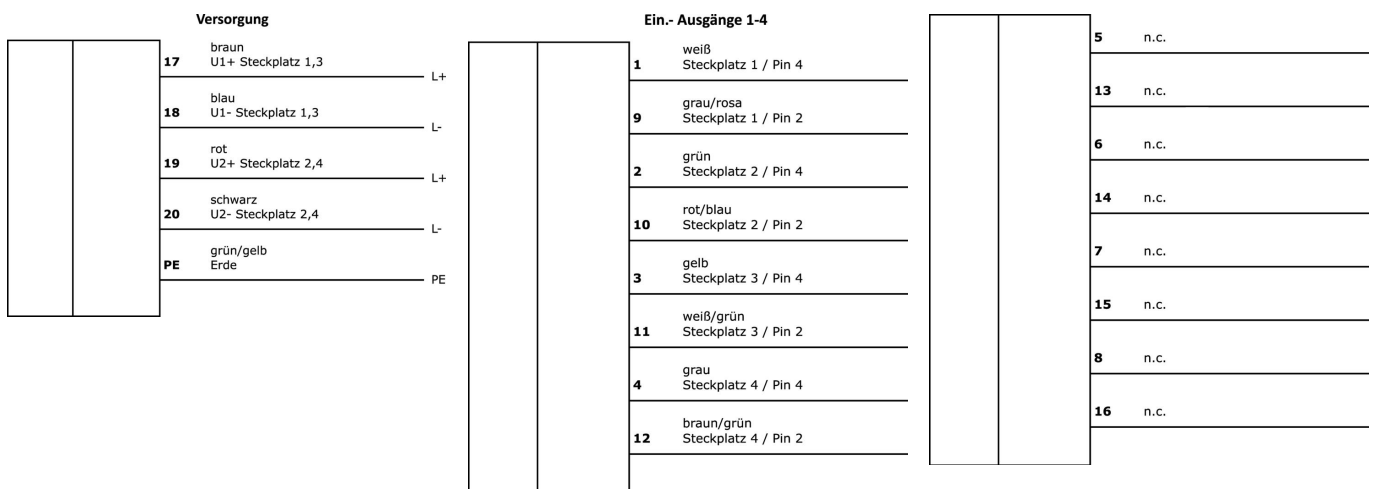 Versorgung
braun
17 U1+ Steckplatz 1,3
L+
blau
18 U1- Steckplatz 1,3
L-
rot
19 U2+ Steckplatz 2,4
L+
schwarz
20 U2- Steckplatz 2,4
L-
grün/gelb
PE Erde
PE
Ein.- Ausgänge 1-4
weiß
1 Steckplatz 1 / Pin 4
grau/rosa
9 Steckplatz 1 / Pin 2
grün
2 Steckplatz 2 / Pin 4
rot/blau
10 Steckplatz 2 / Pin 2
gelb
3 Steckplatz 3 / Pin 4
weiß/grün
11 Steckplatz 3 / Pin 2
grau
4 Steckplatz 4 / Pin 4
braun/grün
12 Steckplatz 4 / Pin 2
5 n.c.
13 n.c.
6 n.c.
14 n.c.
7 n.c.
15 n.c.
8 n.c.
16 n.c.